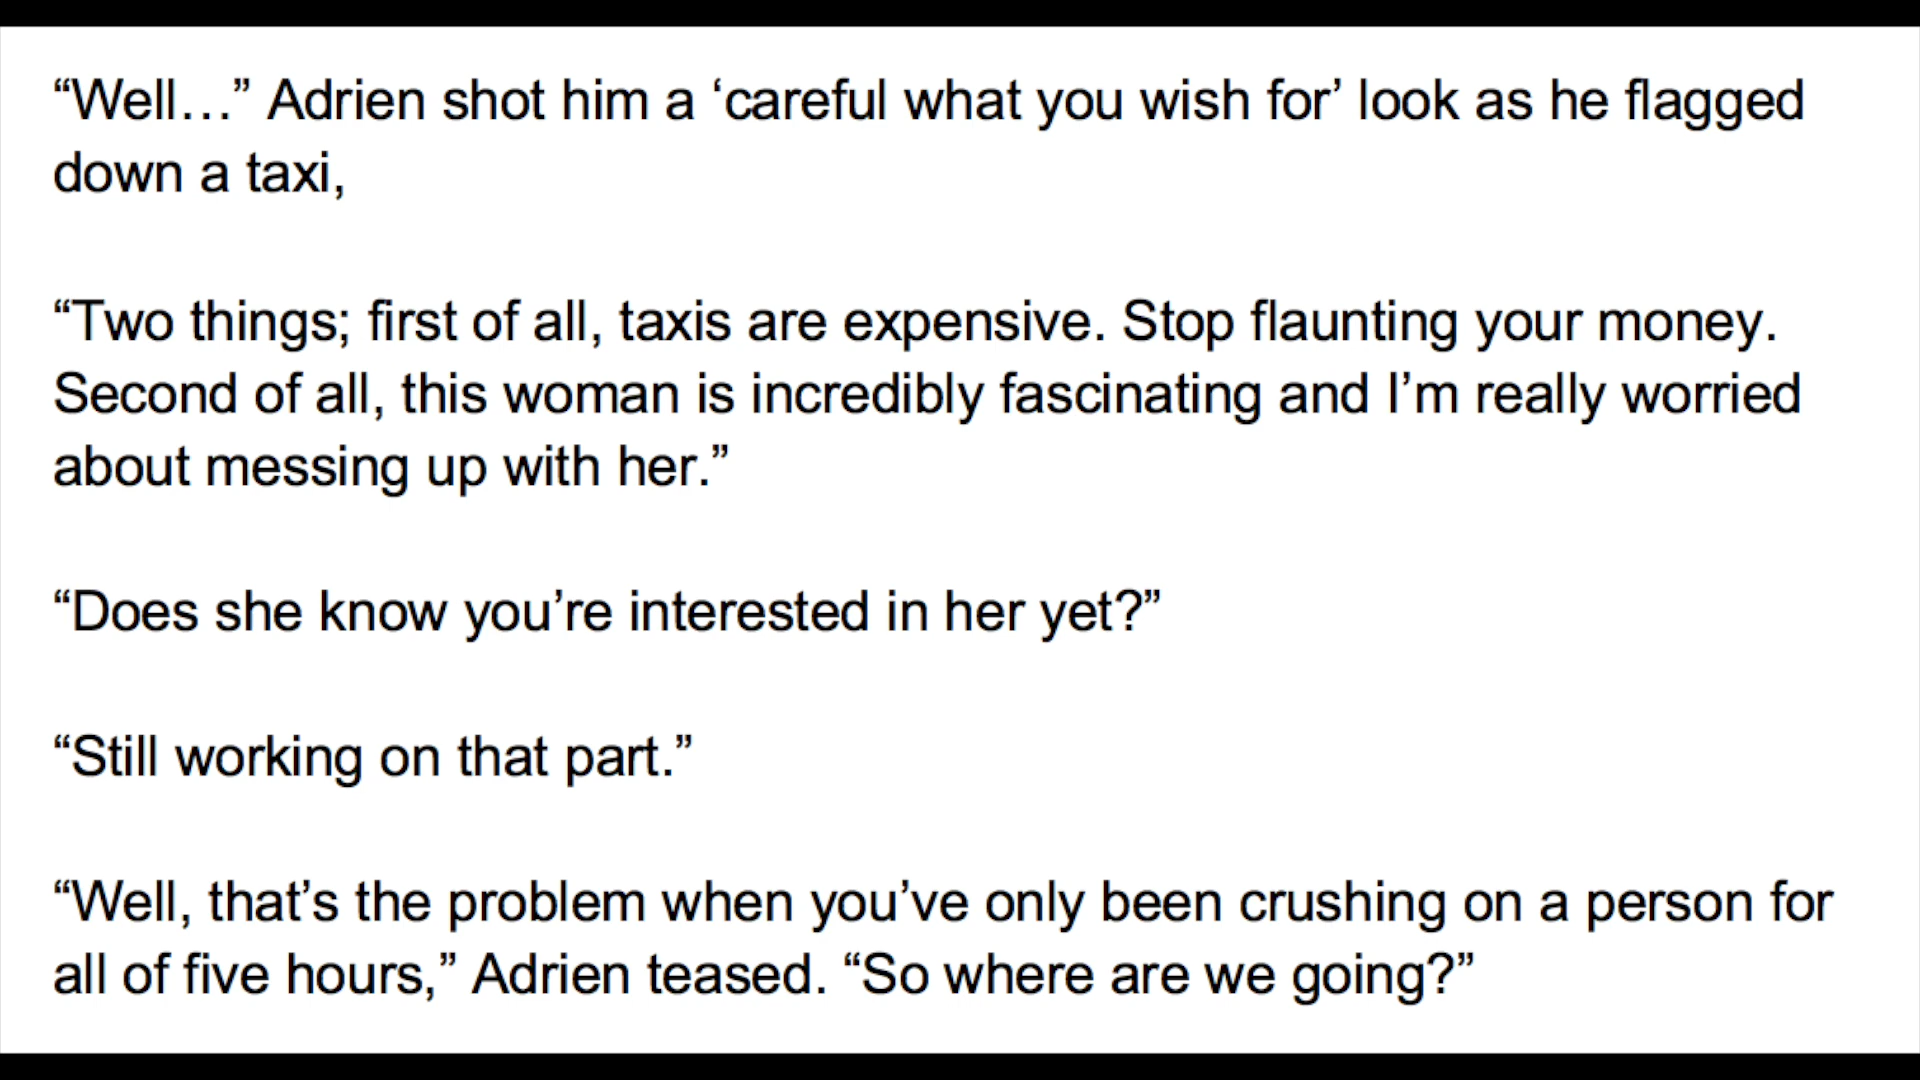 “Well…” Adrien shot him a ‘careful what you wish for’ look as he flagged
down a taxi,
“Two things; first of all, taxis are expensive. Stop flaunting your money.
Second of all, this woman is incredibly fascinating and I’m really worried
about messing up with her.”
“Does she know you’re interested in her yet?”
“Still working on that part.”
“Well, that’s the problem when you’ve only been crushing on a person for
all of five hours,” Adrien teased. “So where are we going?”